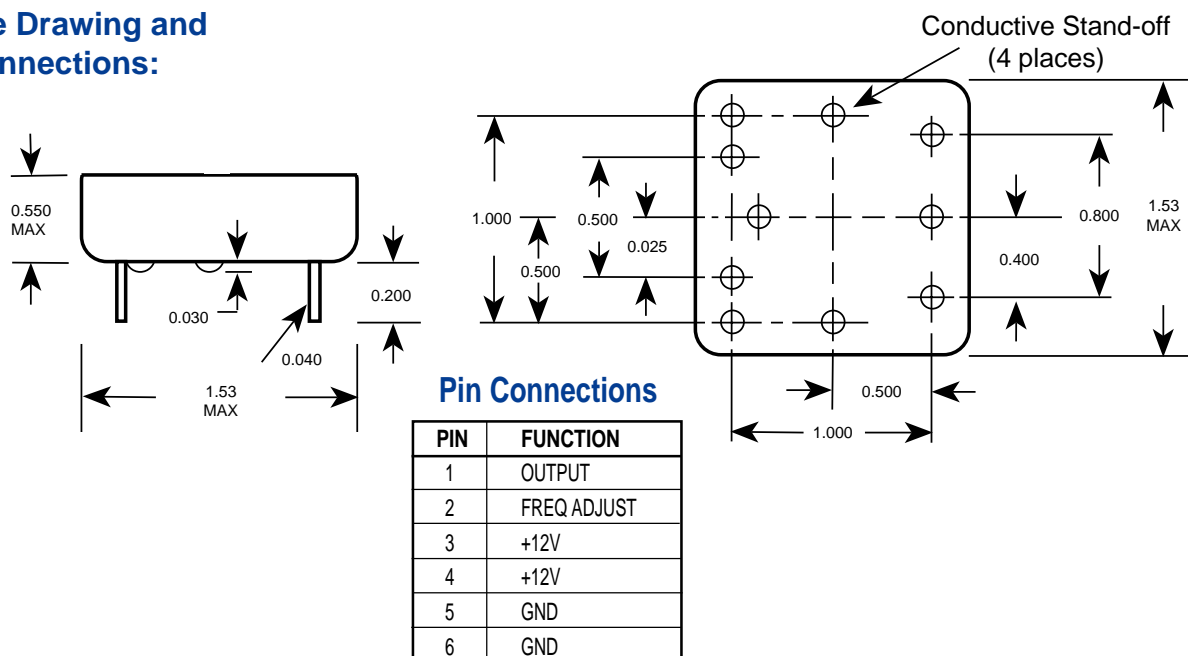 e Drawing and
nnections:
Conductive Stand-off
(4 places)
0.550
MAX
0.030
0.200
0.040
1.53
MAX
1.000
0.500
0.500
0.025
0.800
0.400
1.53
MAX
0.500
1.000
Pin Connections
PIN FUNCTION
1 OUTPUT
2 FREQ ADJUST
3 +12V
4 +12V
5 GND
6 GND